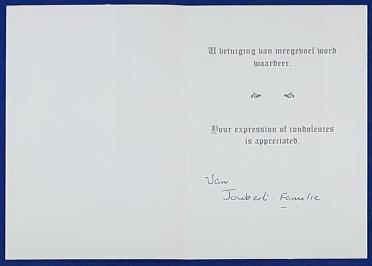 U betuiging van meegevoel word
waardeer.
Your expression of condolences
is appreciated.
Van
Joubert Familie